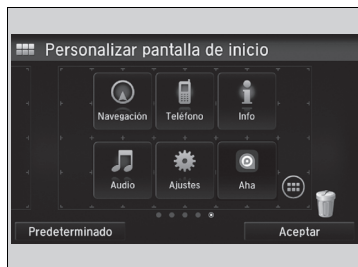 Personalizar pantalla de inicio
Navegación Teléfono Info
Audio Ajustes Aha
Predeterminado Aceptar